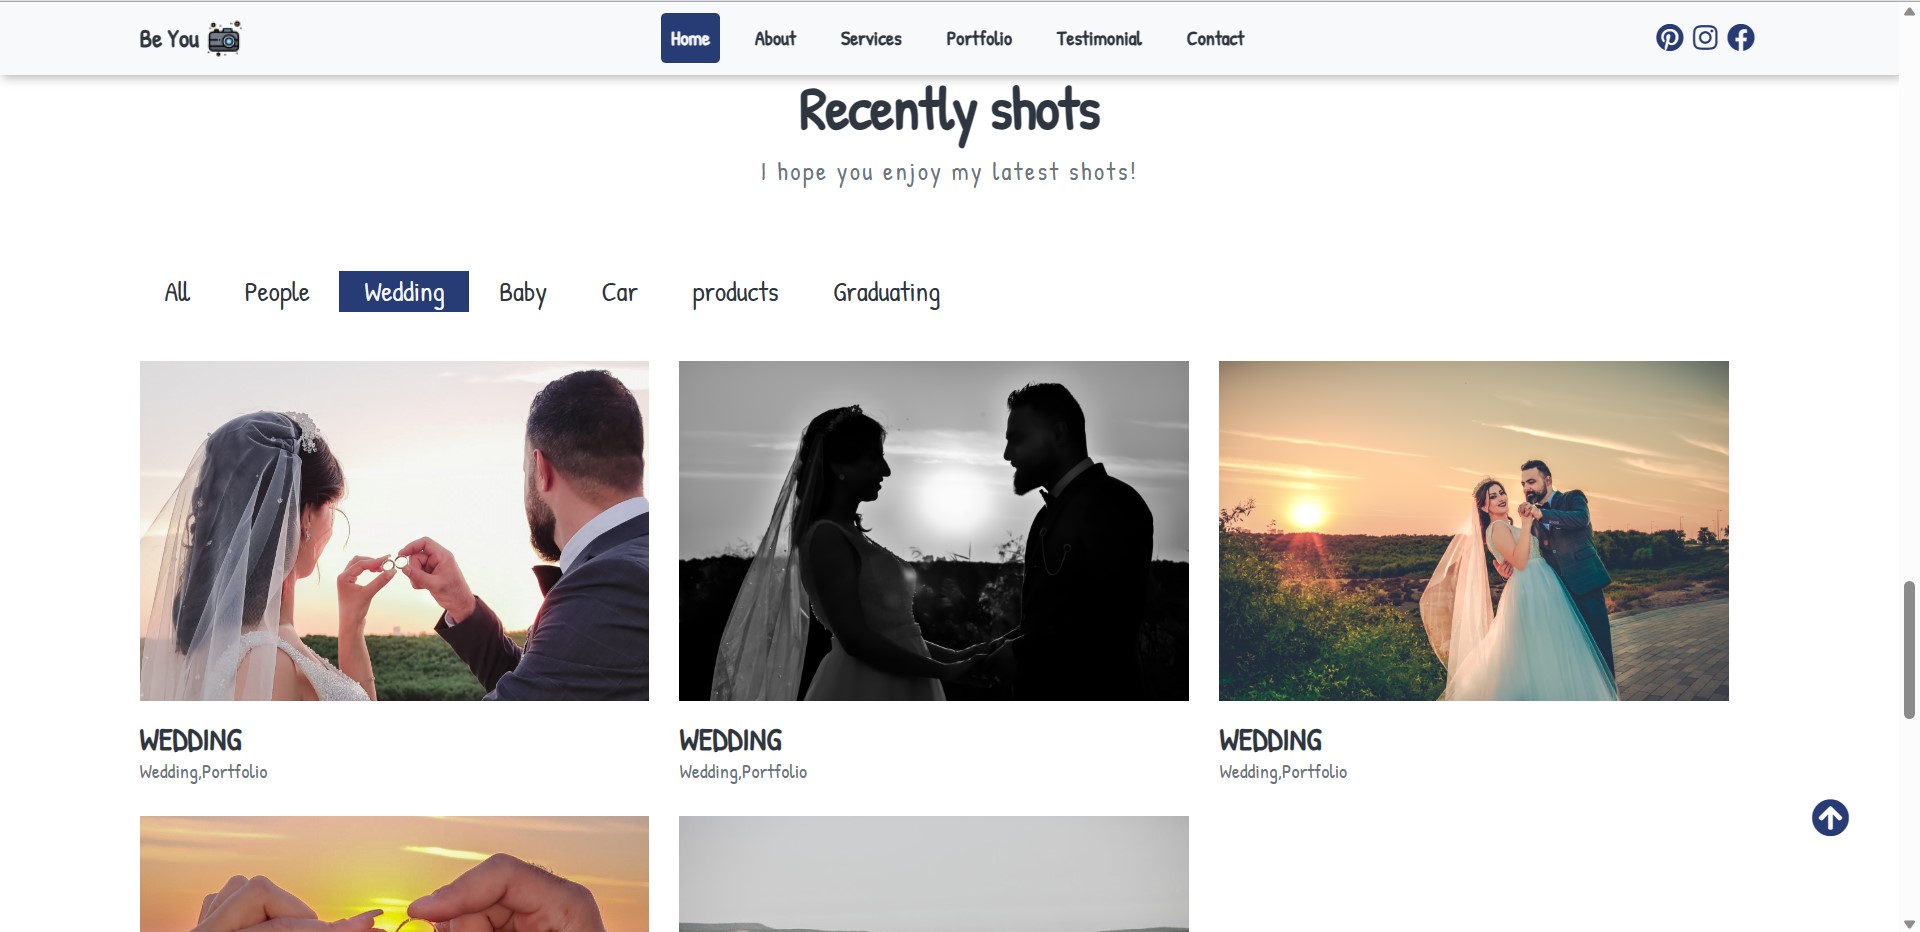 Be You
Home About Services Portfolio Testimonial Contact
Recently shots
I hope you enjoy my latest shots!
All People Wedding Baby Car products Graduating
WEDDING
Wedding,Portfolio
WEDDING
Wedding,Portfolio
WEDDING
Wedding,Portfolio